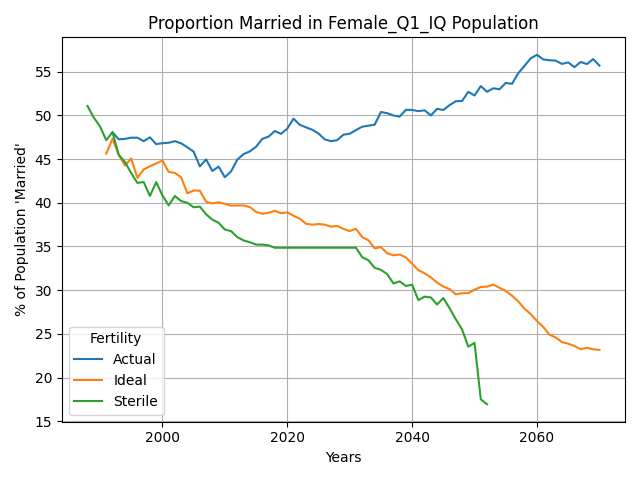 Proportion Married in Female_Q1_IQ Population
% of Population 'Married'
55
50
45
40
35
30
25
20
15
Fertility
Actual
Ideal
Sterile
2000
2020
2040
2060
Years